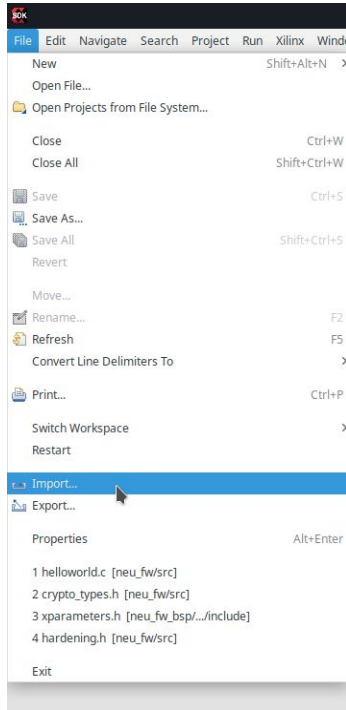 SDK
File Edit Navigate Search Project Run Xilinx
New Shift+Alt+N >
Open File...
Open Projects from File System...
Close Ctrl+W
Close All Shift+Ctrl+W
Save Ctrl+S
Save As...
Save All Shift+Ctrl+S
Revert
Move...
Rename... F2
Refresh F5
Convert Line Delimiters To >
Print... Ctrl+P
Switch Workspace >
Restart
Import...
Export...
Properties Alt+Enter
1 helloworld.c [neu_fw/src]
2 crypto_types.h [neu_fw/src]
3 xparameters.h [neu_fw_bsp/.../include]
4 hardening.h [neu_fw/src]
Exit